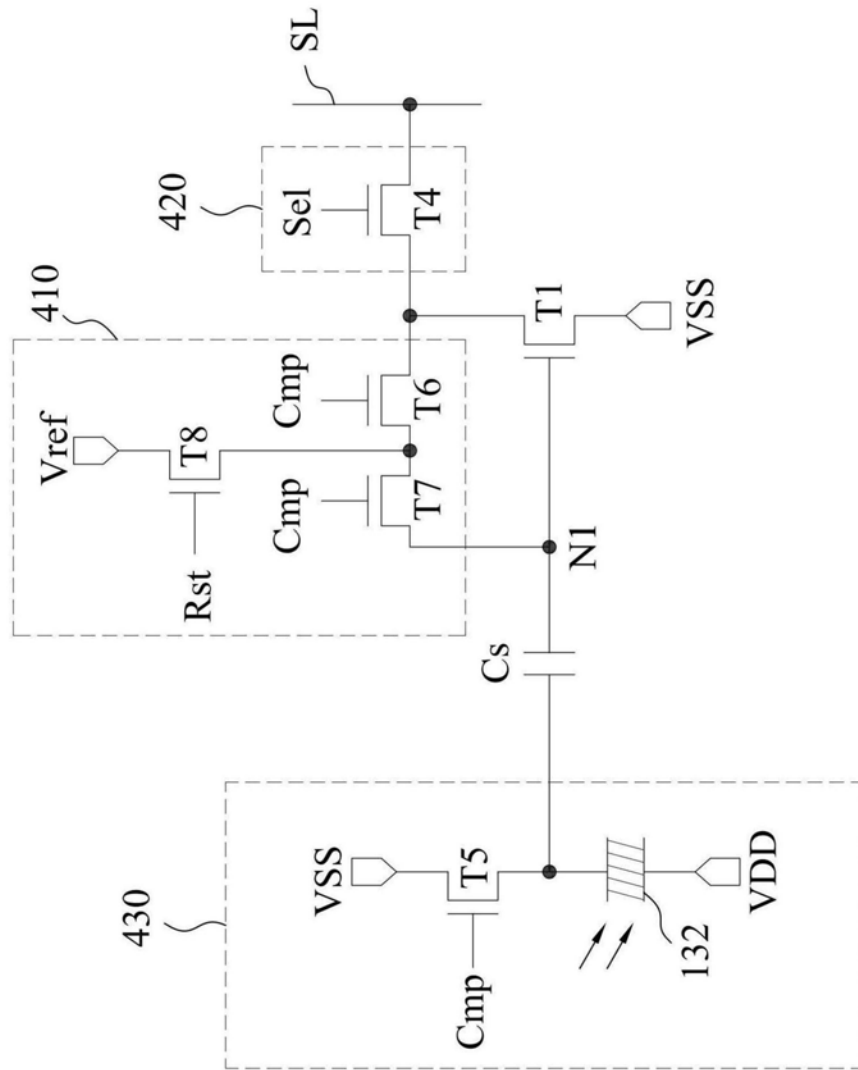 410
Vref
430
420
T8
Rst
Cmp
Cmp
Sel
SL
VSS
T7
T6
T4
Cmp
T5
Cs
T1
N1
132
VSS
VDD